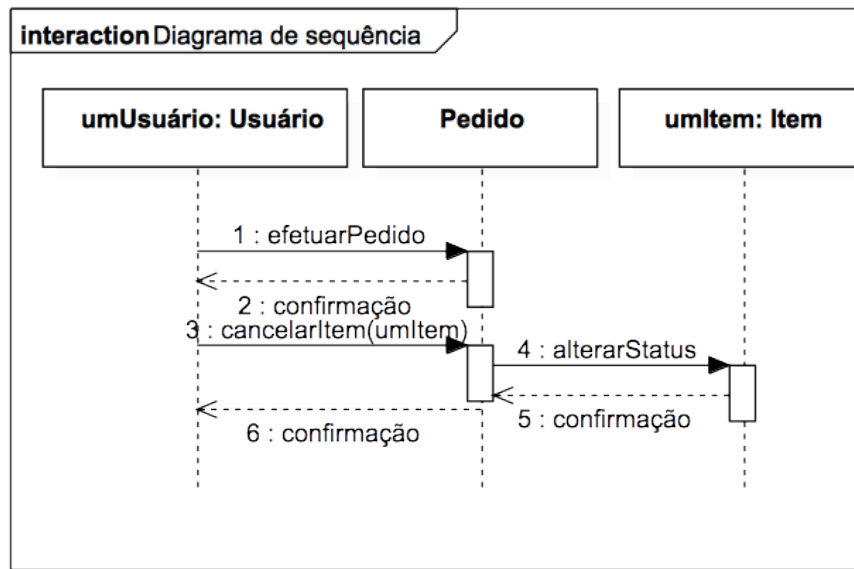 interaction Diagrama de sequência
umUsuário: Usuário
Pedido
umItem: Item
1 : efetuarPedido
2 : confirmação
3 : cancelarItem(umItem)
4 : alterarStatus
5 : confirmação
6 : confirmação